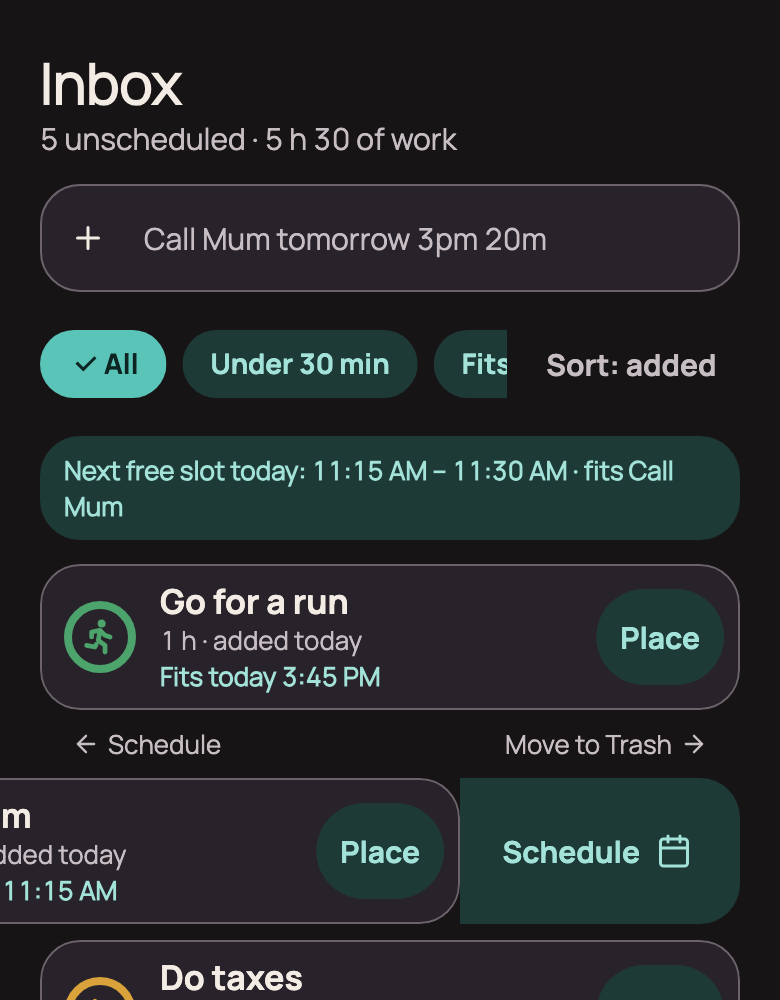 Inbox
5 unscheduled · 5 h 30 of work
Call Mum tomorrow 3pm 20m
All
Under 30 min
Fits
Sort: added
Next free slot today: 11:15 AM – 11:30 AM · fits Call
Mum
Go for a run
1 h · added today
Fits today 3:45 PM
Place
← Schedule
Move to Trash →
m
dded today
11:15 AM
Place
Schedule
Do taxes